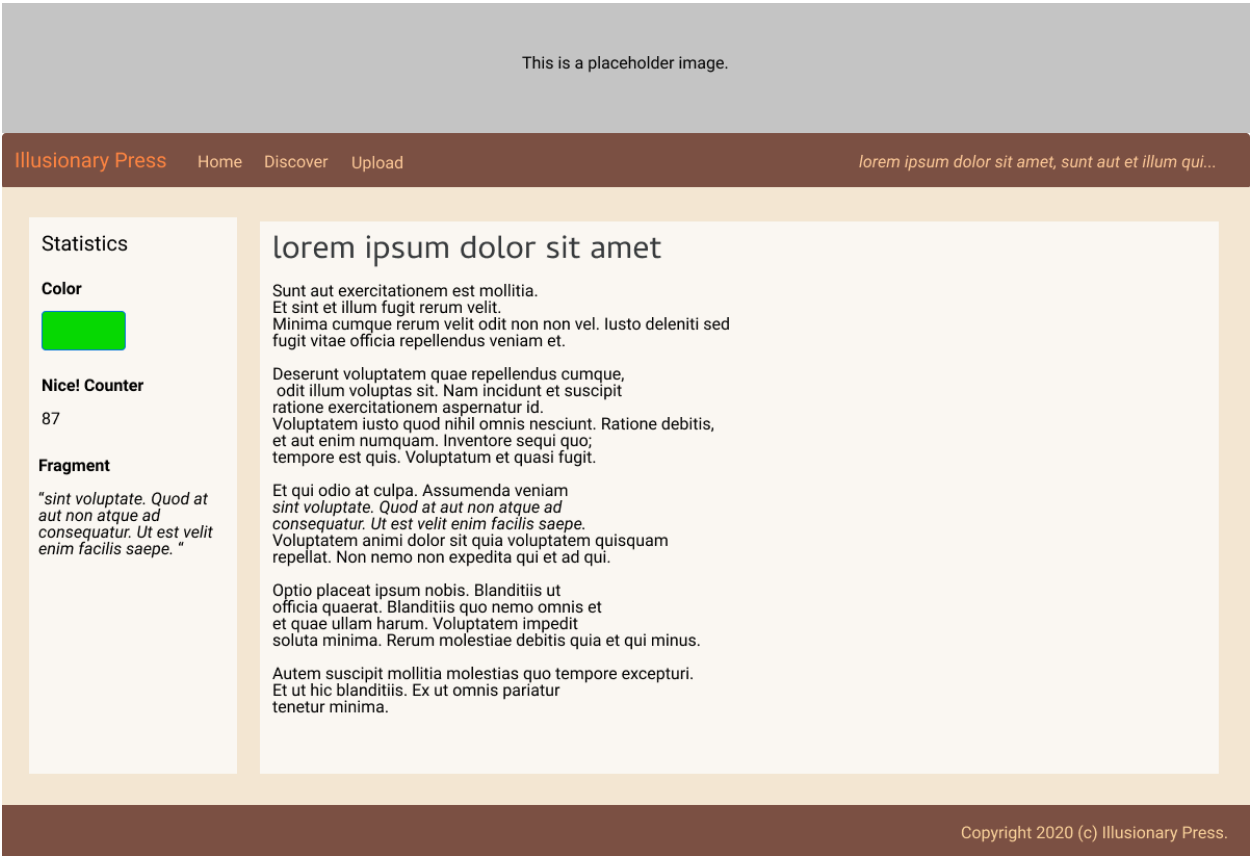 This is a placeholder image.
Illusionary Press Home Discover Upload lorem ipsum dolor sit amet, sunt aut et illum qui...
Statistics
Color
Nice! Counter
87
Fragment
“sint voluptate. Quod at
aut non atque ad
consequatur. Ut est velit
enim facilis saepe. “
lorem ipsum dolor sit amet
Sunt aut exercitationem est mollitia.
Et sint et illum fugit rerum velit.
Minima cumque rerum velit odit non non vel. Iusto deleniti sed
fugit vitae officia repellendus veniam et.
Deserunt voluptatem quae repellendus cumque,
odit illum voluptas sit. Nam incidunt et suscipit
ratione exercitationem aspernatur id.
Voluptatem iusto quod nihil omnis nesciunt. Ratione debitis,
et aut enim numquam. Inventore sequi quo;
tempore est quis. Voluptatum et quasi fugit.
Et qui odio at culpa. Assumenda veniam
sint voluptate. Quod at aut non atque ad
consequatur. Ut est velit enim facilis saepe.
Voluptatem animi dolor sit quia voluptatem quisquam
repellat. Non nemo non expedita qui et ad qui.
Optio placeat ipsum nobis. Blanditiis ut
officia quaerat. Blanditiis quo nemo omnis et
et quae ullam harum. Voluptatem impedit
soluta minima. Rerum molestiae debitis quia et qui minus.
Autem suscipit mollitia molestias quo tempore excepturi.
Et ut hic blanditiis. Ex ut omnis pariatur
tenetur minima.
Copyright 2020 (c) Illusionary Press.